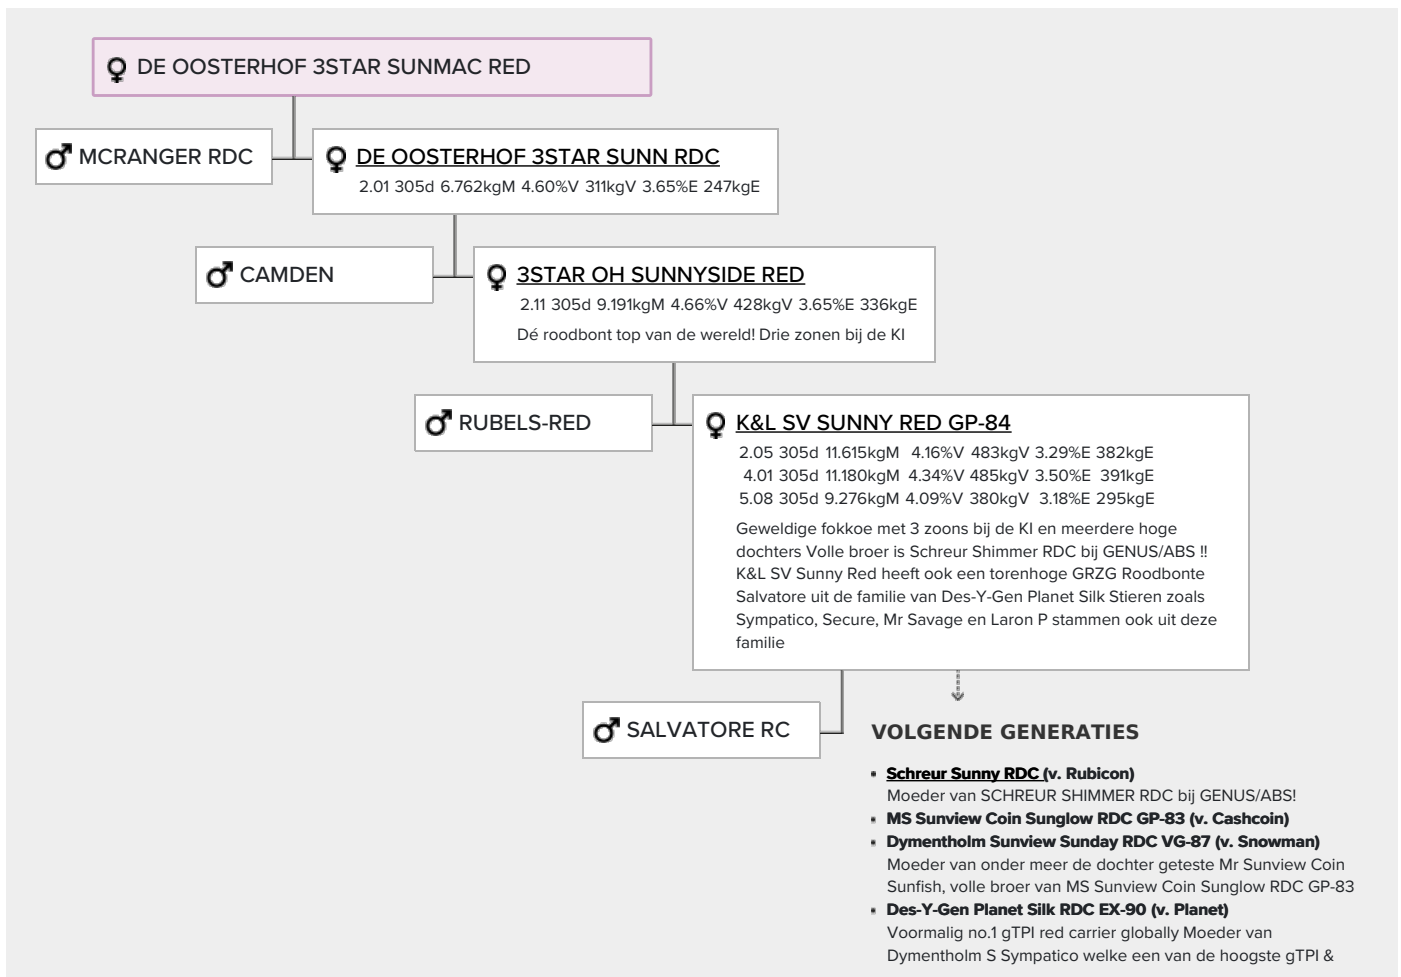 DE OOSTERHOF 3STAR SUNMAC RED
MCRANGER RDC
DE OOSTERHOF 3STAR SUNN RDC
2.01 305d 6.762kgM 4.60%V 311kgV 3.65%E 247kgE
CAMDEN
3STAR OH SUNNYSIDE RED
2.11 305d 9.191kgM 4.66%V 428kgV 3.65%E 336kgE
Dé roodbont top van de wereld! Drie zonen bij de KI
RUBELS-RED
K&L SV SUNNY RED GP-84
2.05 305d 11.615kgM 4.16%V 483kgV 3.29%E 382kgE
4.01 305d 11.180kgM 4.34%V 485kgV 3.50%E 391kgE
5.08 305d 9.276kgM 4.09%V 380kgV 3.18%E 295kgE
Geweldige fokkoe met 3 zoons bij de KI en meerdere hoge
dochters Volle broer is Schreur Shimmer RDC bij GENUS/ABS !!
K&L SV Sunny Red heeft ook een torenhoge GRZG Roodbonte
Salvatore uit de familie van Des-Y-Gen Planet Silk Stieren zoals
Sympatico, Secure, Mr Savage en Laron P stammen ook uit deze
familie
SALVATORE RC
VOLGENDE GENERATIES
Schreur Sunny RDC (v. Rubicon)
Moeder van SCHREUR SHIMMER RDC bij GENUS/ABS!
MS Sunview Coin Sunglow RDC GP-83 (v. Cashcoin)
Dymentholm Sunview Sunday RDC VG-87 (v. Snowman)
Moeder van onder meer de dochter geteste Mr Sunview Coin
Sunfish, volle broer van MS Sunview Coin Sunglow RDC GP-83
Des-Y-Gen Planet Silk RDC EX-90 (v. Planet)
Voormalig no.1 gTPI red carrier globally Moeder van
Dymentholm S Sympatico welke een van de hoogste gTPI &